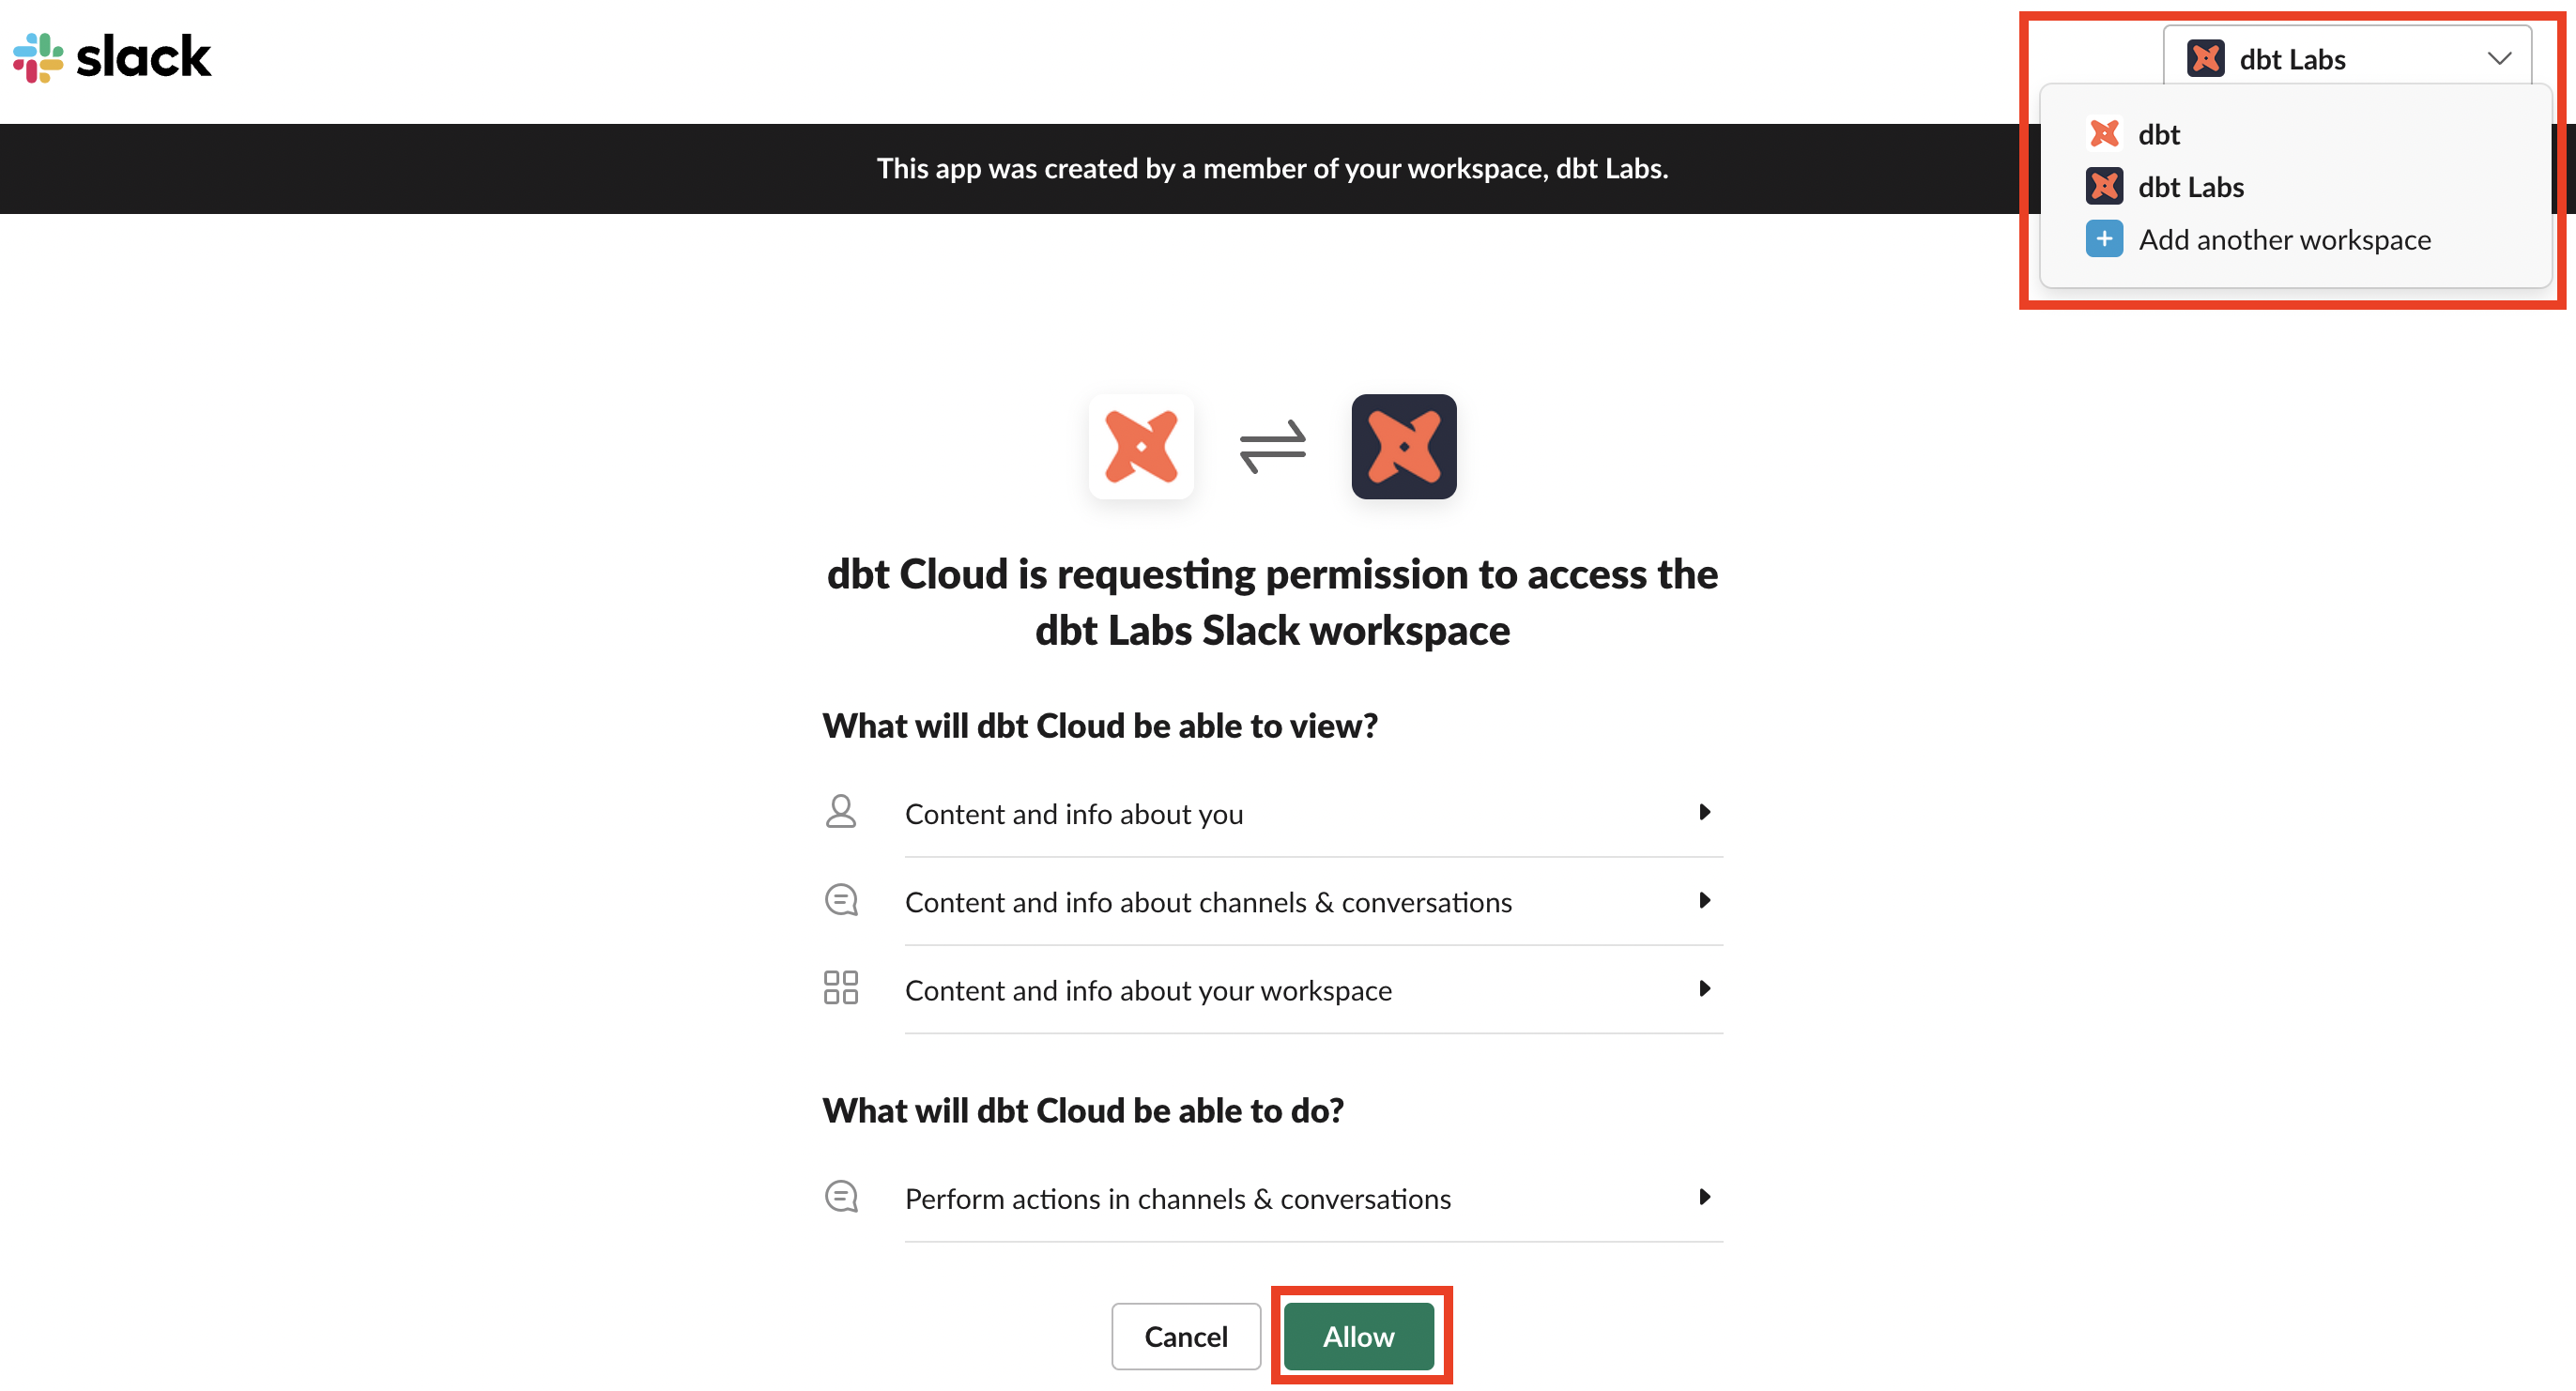 slack
dbt Labs
dbt
dbt Labs
Add another workspace
This app was created by a member of your workspace, dbt Labs.
dbt Cloud is requesting permission to access the
dbt Labs Slack workspace
What will dbt Cloud be able to view?
Content and info about you
Content and info about channels & conversations
Content and info about your workspace
What will dbt Cloud be able to do?
Perform actions in channels & conversations
Cancel
Allow